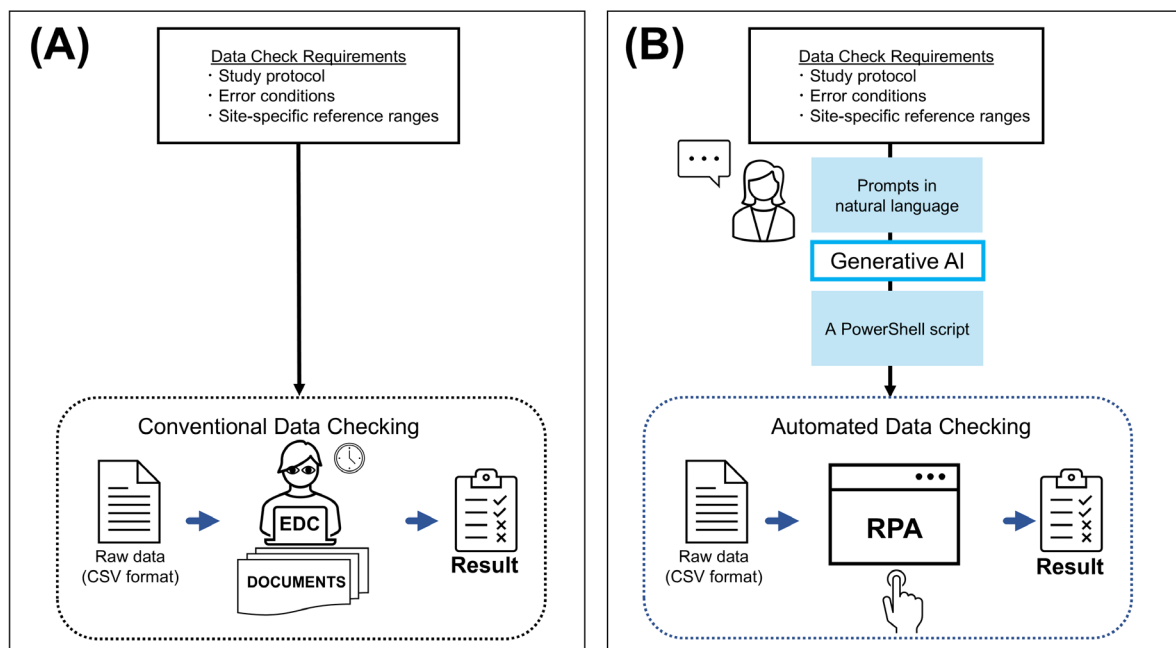 (A)
Data Check Requirements
・Study protocol
・Error conditions
・Site-specific reference ranges
Conventional Data Checking
EDC
DOCUMENTS
Raw data
(CSV format)
Result
(B)
Data Check Requirements
・Study protocol
・Error conditions
・Site-specific reference ranges
Prompts in
natural language
Generative AI
A PowerShell script
Automated Data Checking
RPA
Raw data
(CSV format)
Result